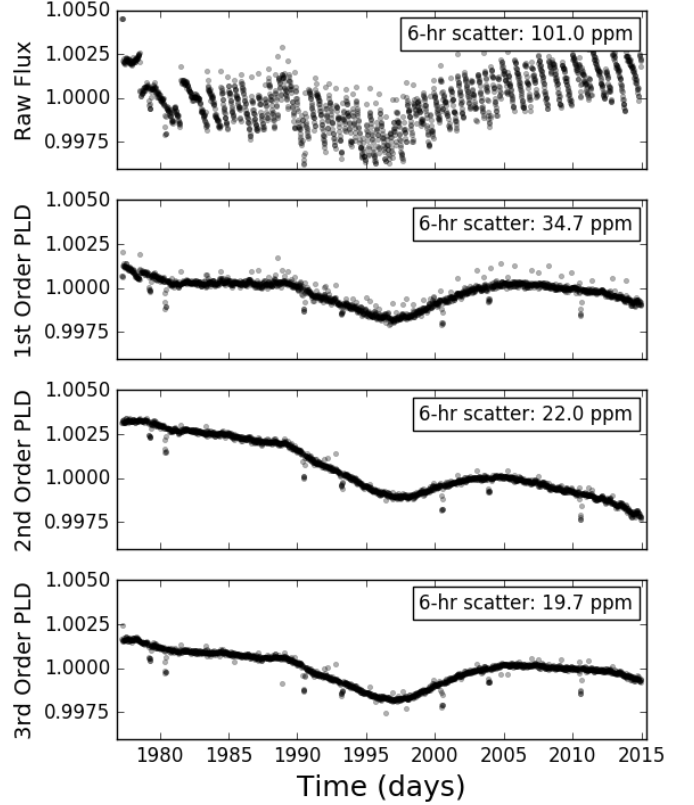 1.0050
1.0025
1.0000
0.9975
Raw Flux
6-hr scatter: 101.0 ppm
1.0050
1.0025
1.0000
0.9975
1st Order PLD
6-hr scatter: 34.7 ppm
1.0050
1.0025
1.0000
0.9975
2nd Order PLD
6-hr scatter: 22.0 ppm
1.0050
1.0025
1.0000
0.9975
3rd Order PLD
6-hr scatter: 19.7 ppm
1980 1985 1990 1995 2000 2005 2010 2015
Time (days)